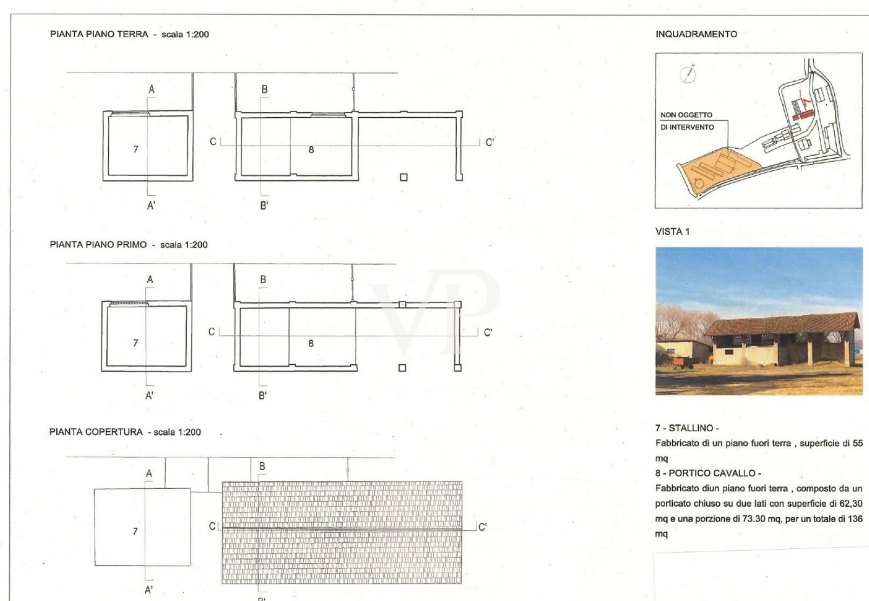 PIANTA PIANO TERRA - scala 1:200
A
B
7
C
8
C'
A'
B'
PIANTA PIANO PRIMO - scala 1:200
A
B
C
7
8
C'
A'
B'
PIANTA COPERTURA - scala 1:200
A
B
7
C
C'
A'
B'
VP
INQUADRAMENTO
NON OGGETTO
DI INTERVENTO
VISTA 1
7 - STALLINO -
Fabbricato di un piano fuori terra , superficie di 55
mq
8 - PORTICO CAVALLO -
Fabbricato diun piano fuori terra , composto da un
porticato chiuso su due lati con superficie di 62,30
mq e una porzione di 73.30 mq, per un totale di 136
mq